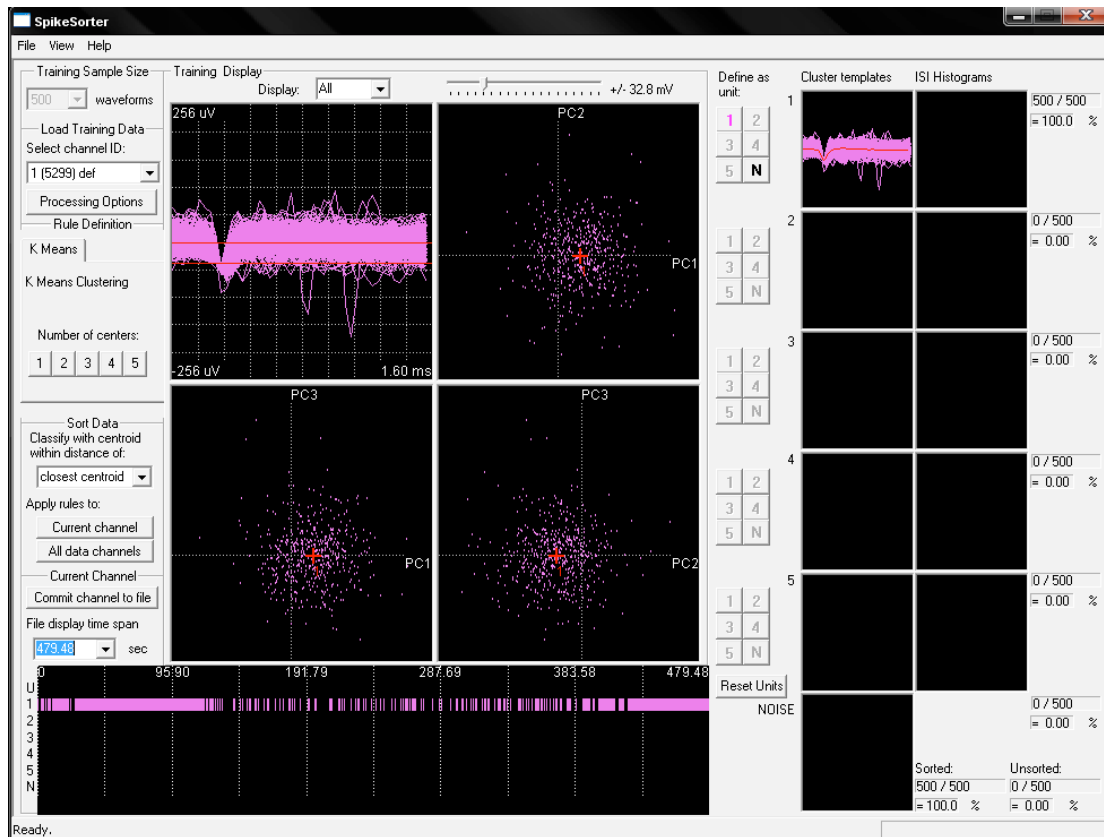 SpikeSorter
File View Help
Training Sample Size
500 waveforms
Load Training Data
Select channel ID:
1 (5299) def
Processing Options
Rule Definition
K Means
K Means Clustering
Number of centers:
1 2 3 4 5
Sort Data
Classify with centroid
within distance of:
closest centroid
Apply rules to:
Current channel
All data channels
Current Channel
Commit channel to file
File display time span
479.48 sec
Training Display
Display: All
+/- 32.8 mV
256 uV
-256 uV 1.60 ms
PC2
PC1
PC3
PC1
PC3
PC2
0 95.90 191.79 287.69 383.58 479.48
U
1
2
3
4
5
N
Define as
unit:
Cluster templates
ISI Histograms
1
1 2
3 4
5 N
500 / 500
= 100.0 %
2
1 2
3 4
5 N
0 / 500
= 0.00 %
3
1 2
3 4
5 N
0 / 500
= 0.00 %
4
1 2
3 4
5 N
0 / 500
= 0.00 %
5
1 2
3 4
5 N
0 / 500
= 0.00 %
Reset Units
NOISE
0 / 500
= 0.00 %
Sorted: Unsorted:
500 / 500 0 / 500
= 100.0 % = 0.00 %
Ready.